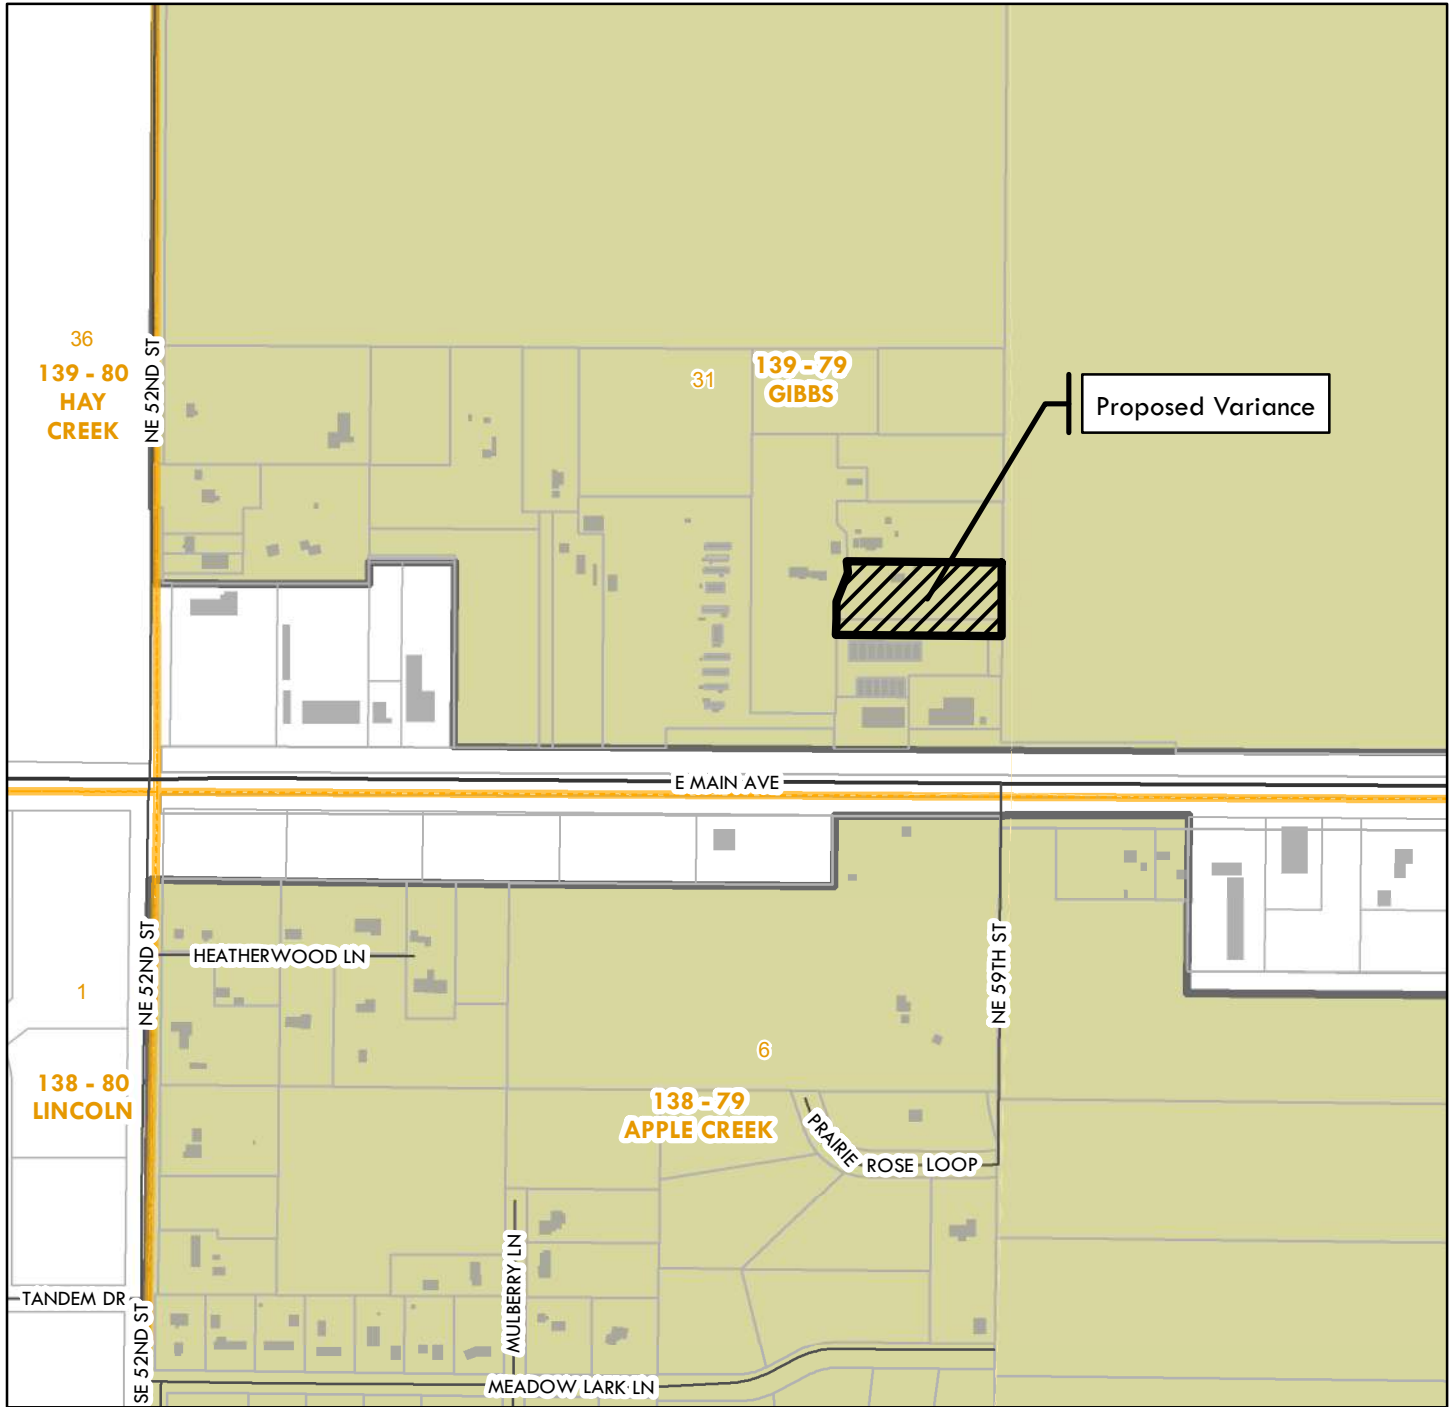 36
139 - 80
HAY
CREEK
NE 52ND ST
31
139 - 79
GIBBS
Proposed Variance
E MAIN AVE
NE 52ND ST
HEATHERWOOD LN
NE 59TH ST
1
138 - 80
LINCOLN
6
138 - 79
APPLE CREEK
PRAIRIE ROSE LOOP
MULBERRY LN
TANDEM DR
SE 52ND ST
MEADOW LARK LN